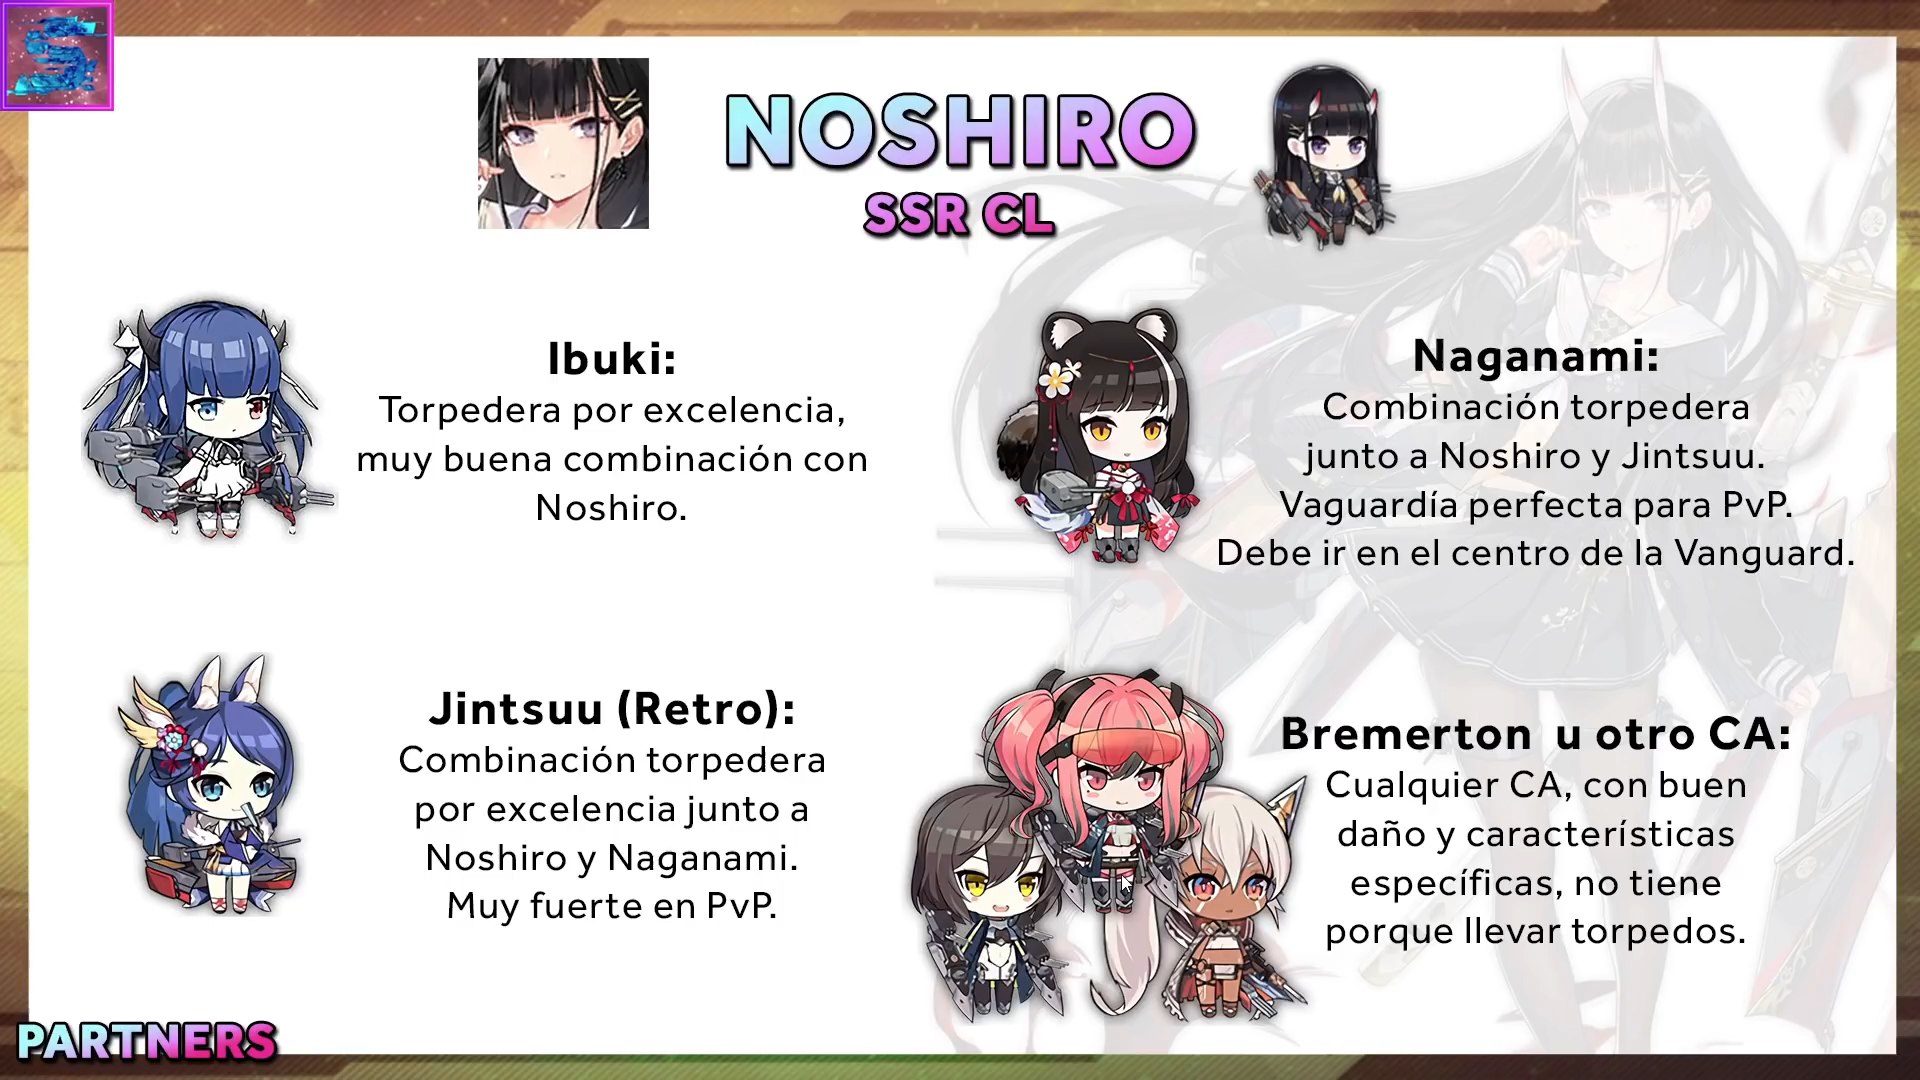 NOSHIRO
SSR CL
Ibuki:
Torpedera por excelencia,
muy buena combinación con
Noshiro.
Naganami:
Combinación torpedera
junto a Noshiro y Jintsuu.
Vaguardía perfecta para PvP.
Debe ir en el centro de la Vanguard.
Jintsuu (Retro):
Combinación torpedera
por excelencia junto a
Noshiro y Naganami.
Muy fuerte en PvP.
Bremerton u otro CA:
Cualquier CA, con buen
daño y características
específicas, no tiene
porque llevar torpedos.
PARTNERS